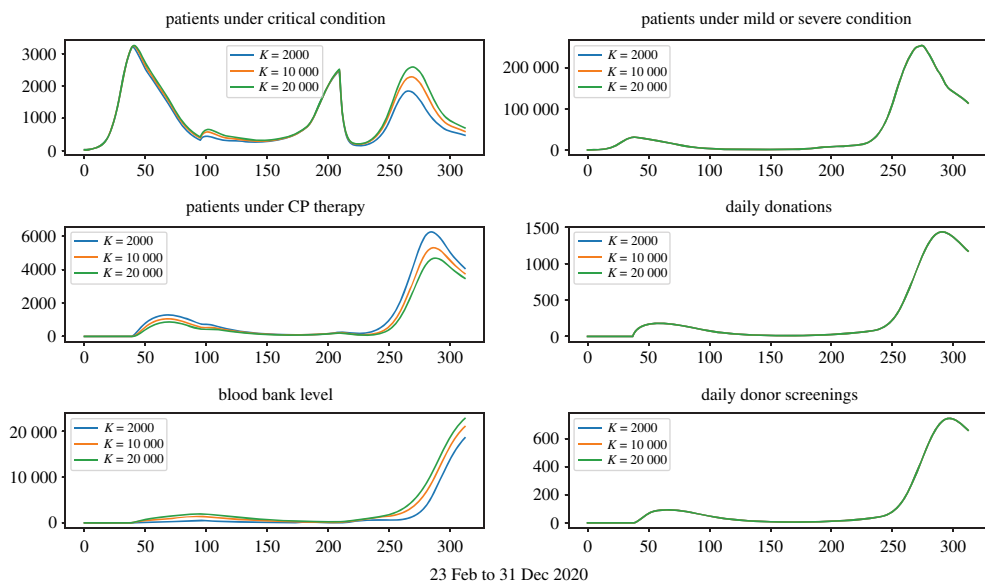 patients under critical condition
3000
2000
1000
0
K = 2000
K = 10 000
K = 20 000
0 50 100 150 200 250 300
patients under mild or severe condition
200 000
100 000
0
K = 2000
K = 10 000
K = 20 000
0 50 100 150 200 250 300
patients under CP therapy
6000
4000
2000
0
K = 2000
K = 10 000
K = 20 000
0 50 100 150 200 250 300
daily donations
1500
1000
500
0
K = 2000
K = 10 000
K = 20 000
0 50 100 150 200 250 300
blood bank level
20 000
10 000
0
K = 2000
K = 10 000
K = 20 000
0 50 100 150 200 250 300
daily donor screenings
600
400
200
0
K = 2000
K = 10 000
K = 20 000
0 50 100 150 200 250 300
23 Feb to 31 Dec 2020